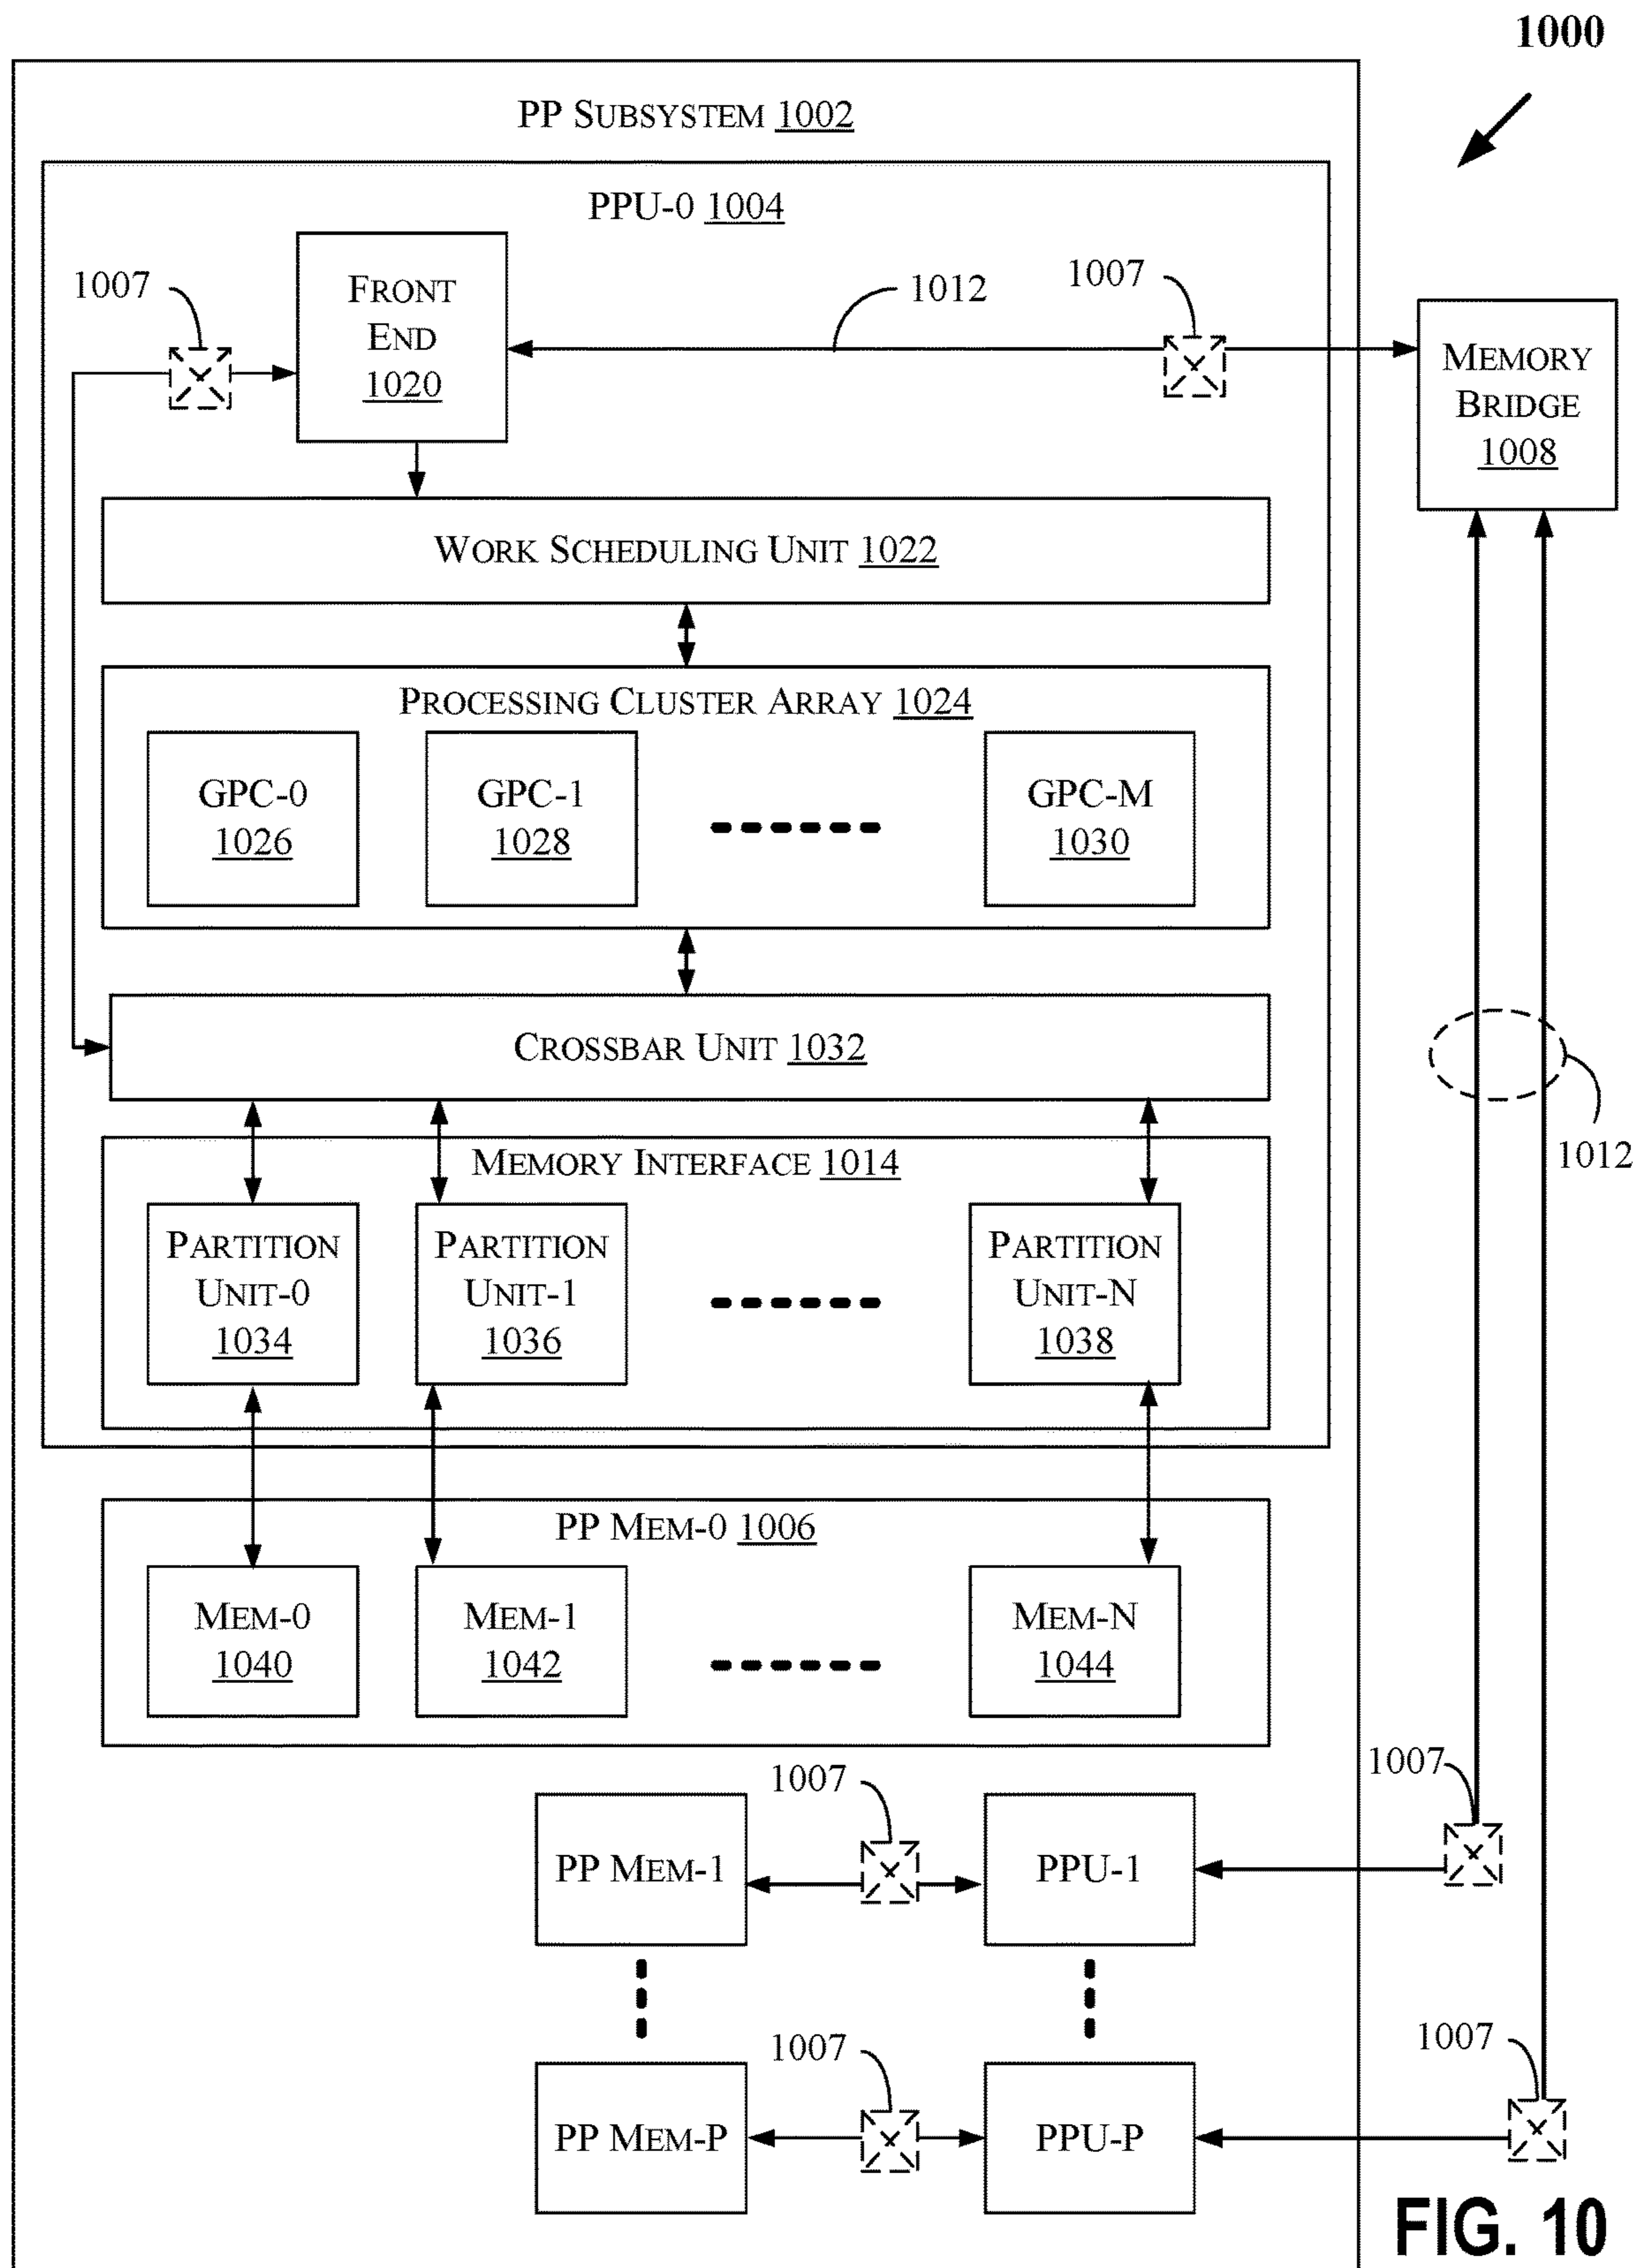 1000
PP SUBSYSTEM 1002
PPU-0 1004
1007
FRONT
END
1020
1012
1007
MEMORY
BRIDGE
1008
WORK SCHEDULING UNIT 1022
PROCESSING CLUSTER ARRAY 1024
GPC-0
1026
GPC-1
1028
GPC-M
1030
CROSSBAR UNIT 1032
1012
MEMORY INTERFACE 1014
PARTITION
UNIT-0
1034
PARTITION
UNIT-1
1036
PARTITION
UNIT-N
1038
PP MEM-0 1006
MEM-0
1040
MEM-1
1042
MEM-N
1044
1007
1007
PP MEM-1
PPU-1
1007
1007
PP MEM-P
PPU-P
FIG. 10